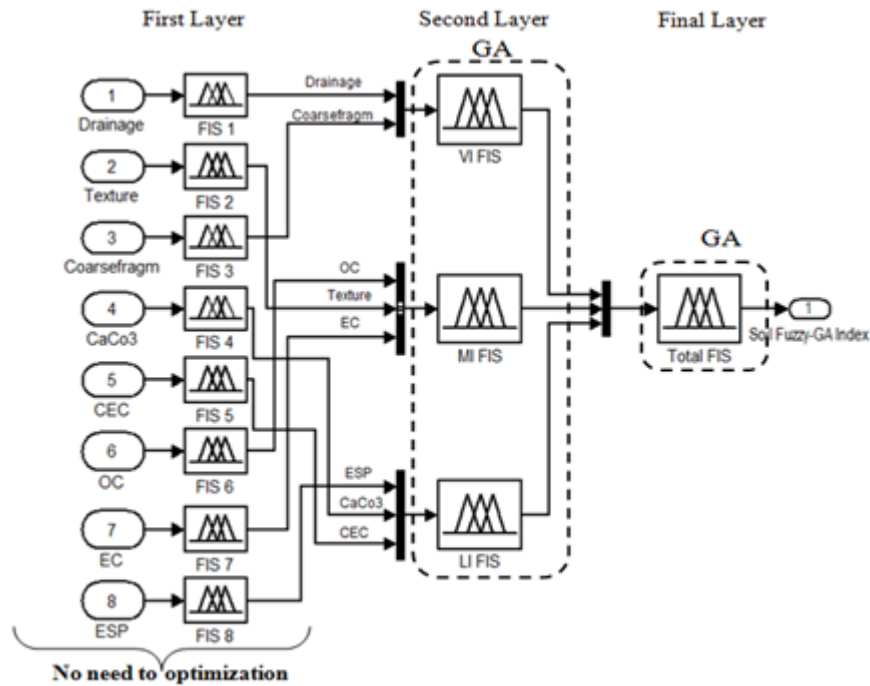 First Layer
Second Layer
Final Layer
GA
1
Drainage
FIS 1
Drainage
Coarsefragm
VI FIS
2
Texture
FIS 2
3
Coarsefragm
FIS 3
GA
4
CaCo3
FIS 4
OC
Texture
EC
MI FIS
Total FIS
1
Soil Fuzzy-GA Index
5
CEC
FIS 5
6
OC
FIS 6
ESP
CaCo3
CEC
LI FIS
7
EC
FIS 7
8
ESP
FIS 8
No need to optimization